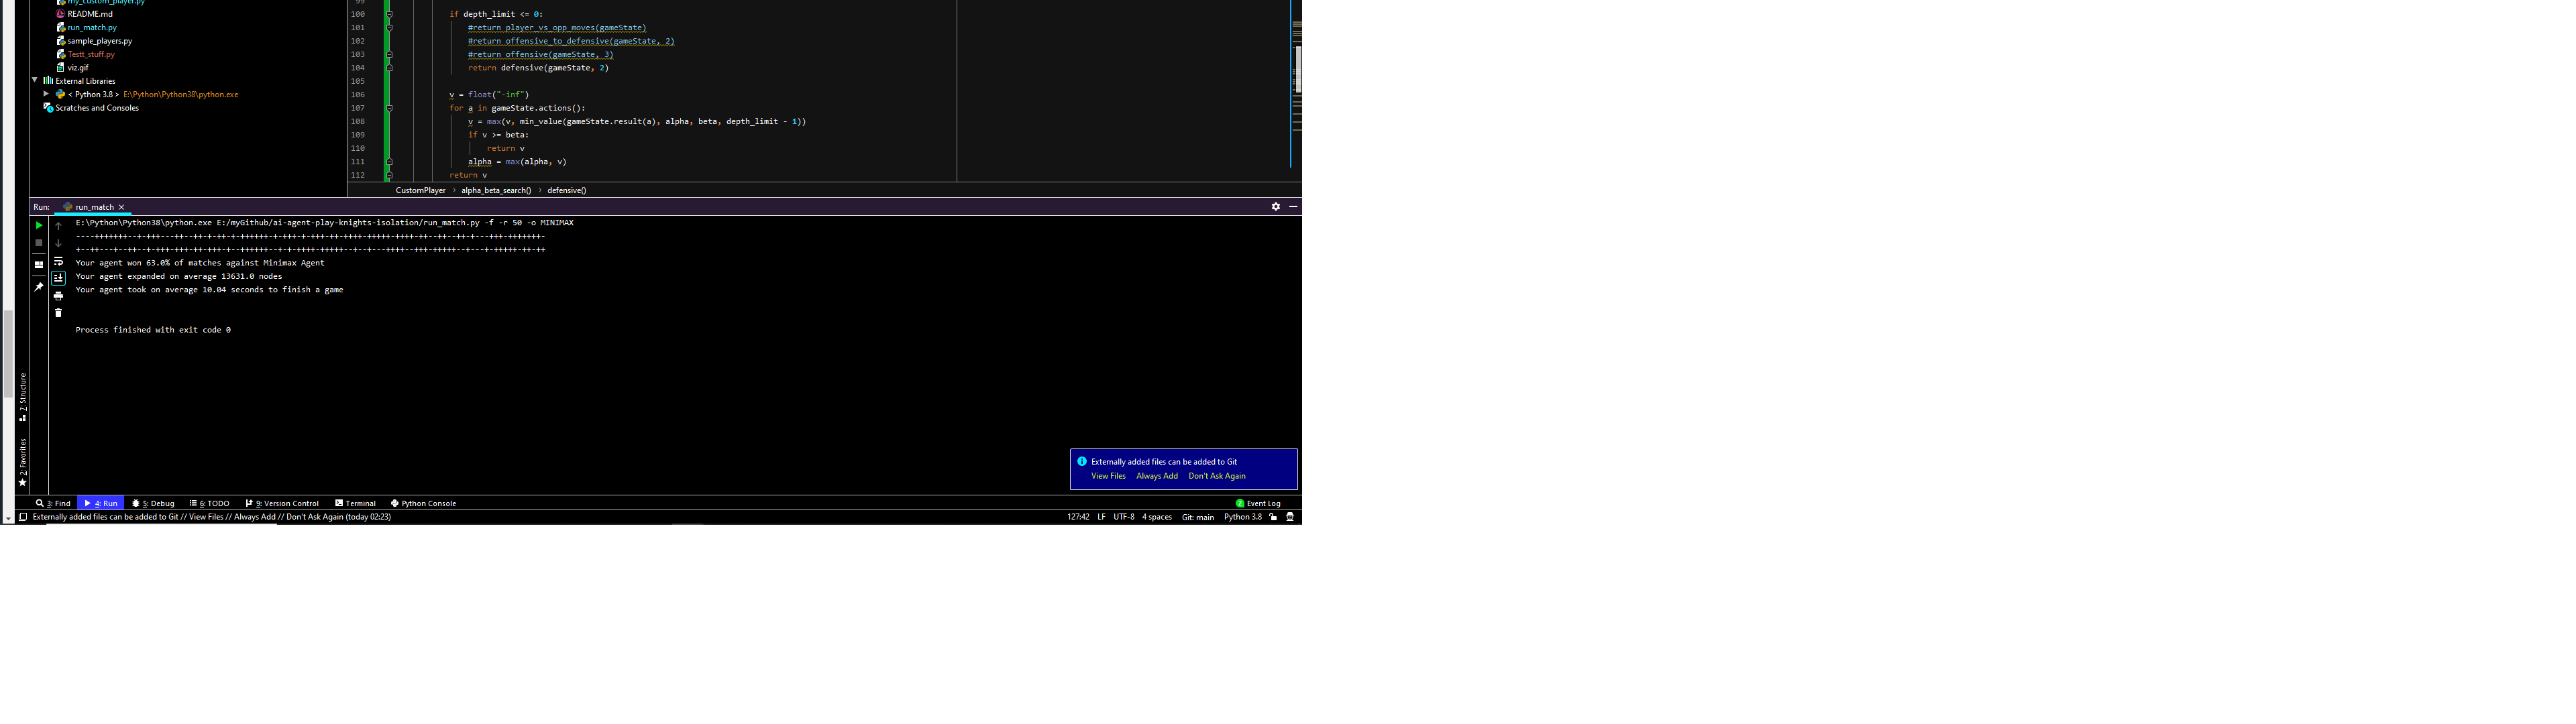 my_custom_player.py
README.md
run_match.py
sample_players.py
Testt_stuff.py
viz.gif
External Libraries
< Python 3.8 > E:\Python\Python38\python.exe
Scratches and Consoles
99
100 if depth_limit <= 0:
101 #return player_vs_opp_moves(gameState)
102 #return offensive_to_defensive(gameState, 2)
103 #return offensive(gameState, 3)
104 return defensive(gameState, 2)
105
106 v = float("-inf")
107 for a in gameState.actions():
108 v = max(v, min_value(gameState.result(a), alpha, beta, depth_limit - 1))
109 if v >= beta:
110 return v
111 alpha = max(alpha, v)
112 return v
CustomPlayer › alpha_beta_search() › defensive()
Run: run_match
E:\Python\Python38\python.exe E:/myGithub/ai-agent-play-knights-isolation/run_match.py -f -r 50 -o MINIMAX
Your agent won 63.0% of matches against Minimax Agent
Your agent expanded on average 13631.0 nodes
Your agent took on average 10.04 seconds to finish a game
Process finished with exit code 0
7: Structure
2: Favorites
Externally added files can be added to Git
View Files Always Add Don't Ask Again
3: Find 4: Run 5: Debug 6: TODO 9: Version Control Terminal Python Console 2 Event Log
Externally added files can be added to Git // View Files // Always Add // Don't Ask Again (today 02:23) 127:42 LF UTF-8 4 spaces Git: main Python 3.8